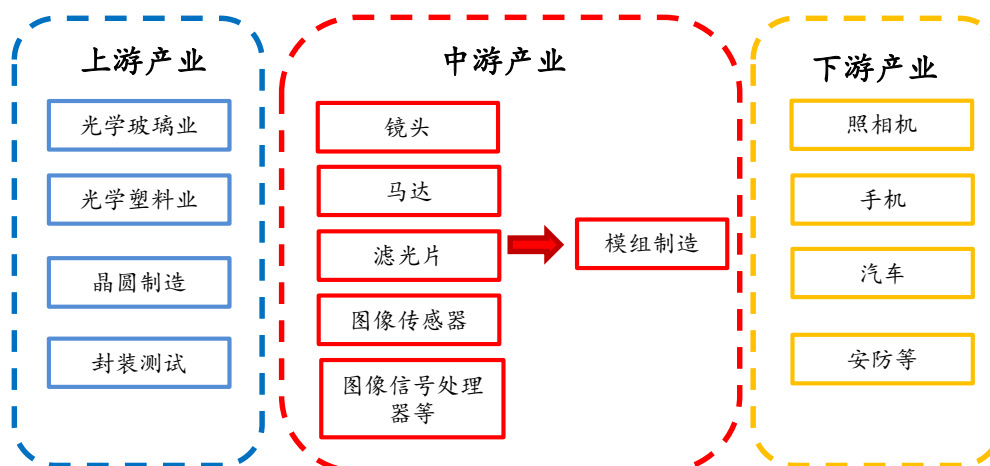 上游产业
光学玻璃业
光学塑料业
晶圆制造
封装测试
中游产业
镜头
马达
滤光片
图像传感器
图像信号处理
器等
模组制造
下游产业
照相机
手机
汽车
安防等